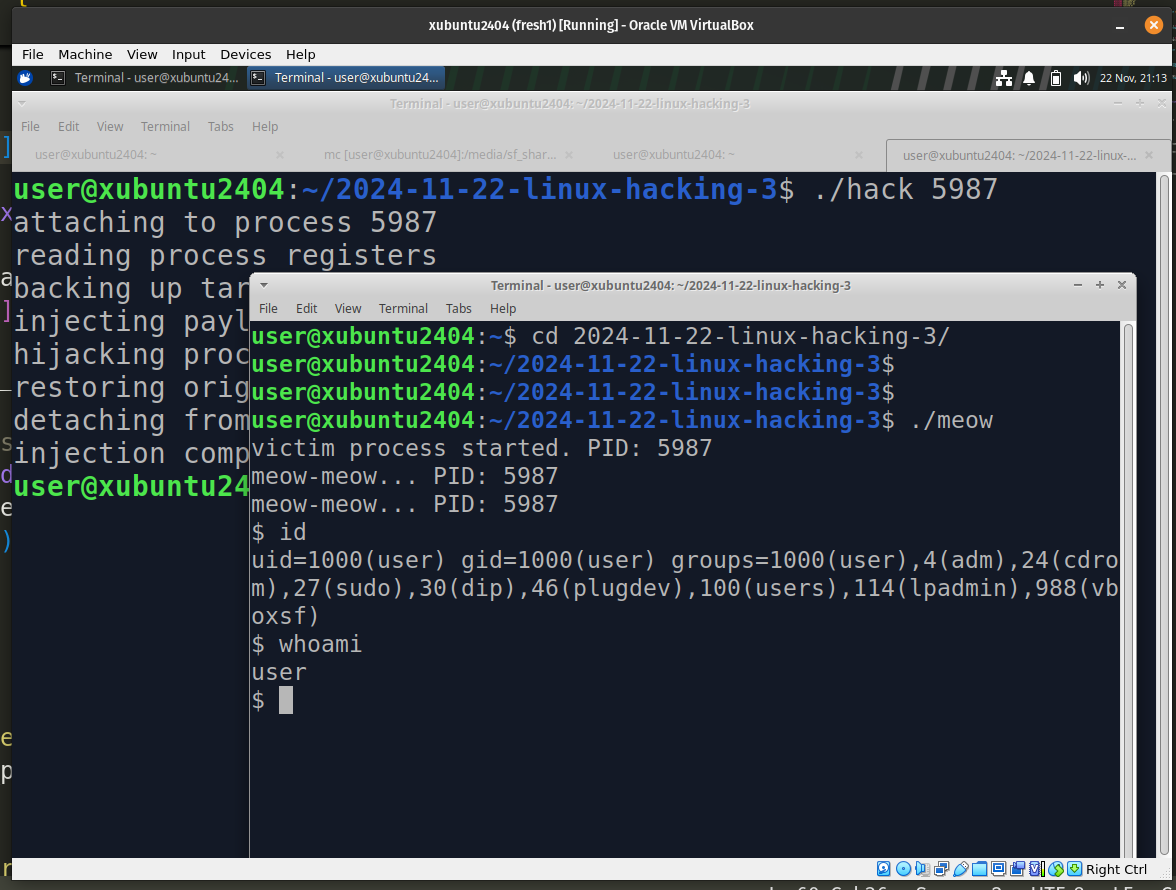 xubuntu2404 (fresh1) [Running] - Oracle VM VirtualBox
File Machine View Input Devices Help
Terminal - user@xubuntu24... Terminal - user@xubuntu24... 22 Nov, 21:13
Terminal - user@xubuntu2404: ~/2024-11-22-linux-hacking-3
File Edit View Terminal Tabs Help
user@xubuntu2404: ~ mc [user@xubuntu2404]:/media/sf_shar... user@xubuntu2404: ~ user@xubuntu2404: ~/2024-11-22-linux-...
user@xubuntu2404:~/2024-11-22-linux-hacking-3$ ./hack 5987
attaching to process 5987
reading process registers
backing up tar
injecting payl
hijacking proc
restoring orig
detaching from
injection comp
user@xubuntu24
Terminal - user@xubuntu2404: ~/2024-11-22-linux-hacking-3
File Edit View Terminal Tabs Help
user@xubuntu2404:~$ cd 2024-11-22-linux-hacking-3/
user@xubuntu2404:~/2024-11-22-linux-hacking-3$
user@xubuntu2404:~/2024-11-22-linux-hacking-3$
user@xubuntu2404:~/2024-11-22-linux-hacking-3$ ./meow
victim process started. PID: 5987
meow-meow... PID: 5987
meow-meow... PID: 5987
$ id
uid=1000(user) gid=1000(user) groups=1000(user),4(adm),24(cdro
m),27(sudo),30(dip),46(plugdev),100(users),114(lpadmin),988(vb
oxsf)
$ whoami
user
$
Right Ctrl